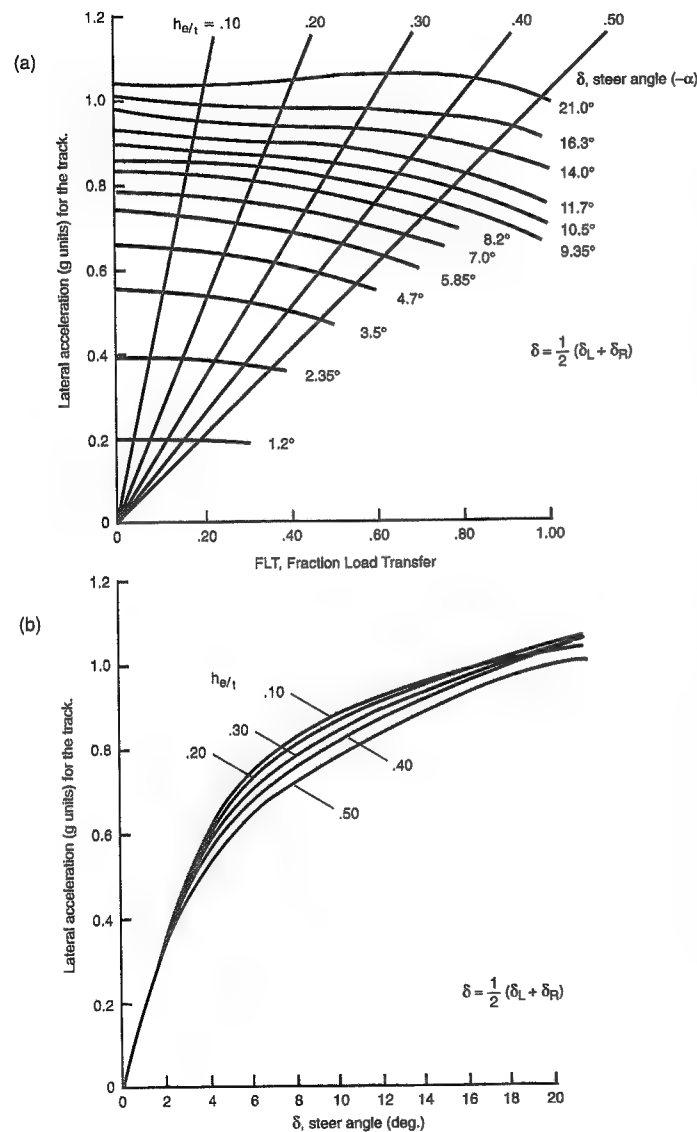 (a)
Lateral acceleration (g units) for the track.
1.2
1.0
0.8
0.6
0.4
0.2
0
he/t = .10
.20
.30
.40
.50
δ, steer angle (–α)
21.0°
16.3°
14.0°
11.7°
10.5°
9.35°
8.2°
7.0°
5.85°
4.7°
3.5°
2.35°
1.2°
δ = 1/2 (δL + δR)
0 .20 .40 .60 .80 1.00
FLT, Fraction Load Transfer
(b)
Lateral acceleration (g units) for the track.
1.2
1.0
0.8
0.6
0.4
0.2
0
he/t
.10
.30
.20
.40
.50
δ = 1/2 (δL + δR)
0 2 4 6 8 10 12 14 16 18 20
δ, steer angle (deg.)